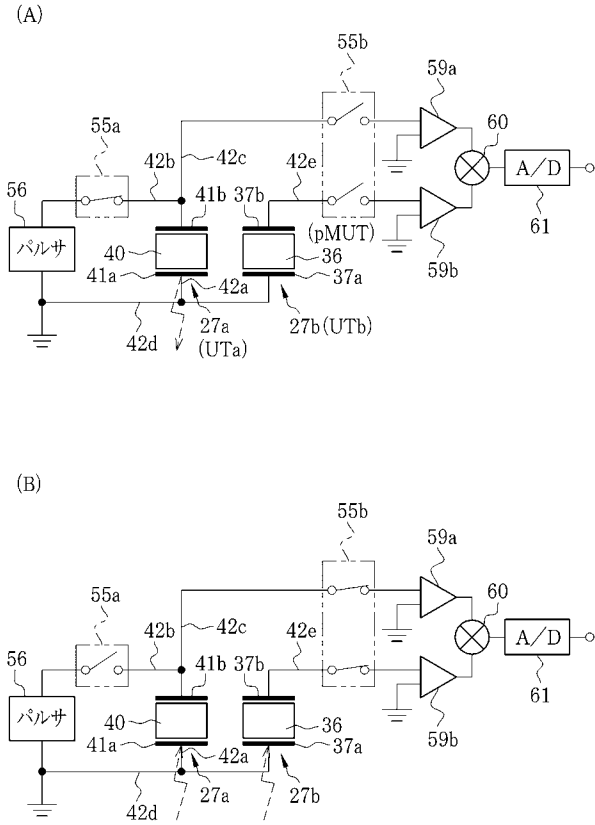 (A)
55b
59a
55a
60
42b
42c
42e
A/D
56
41b
37b
61
パルサ
40
36
(pMUT)
59b
41a
42a
37a
42d
27a
(UTa)
27b(UTb)
(B)
55b
59a
55a
60
42b
42c
42e
A/D
56
41b
37b
61
パルサ
40
36
59b
41a
42a
37a
42d
27a
27b